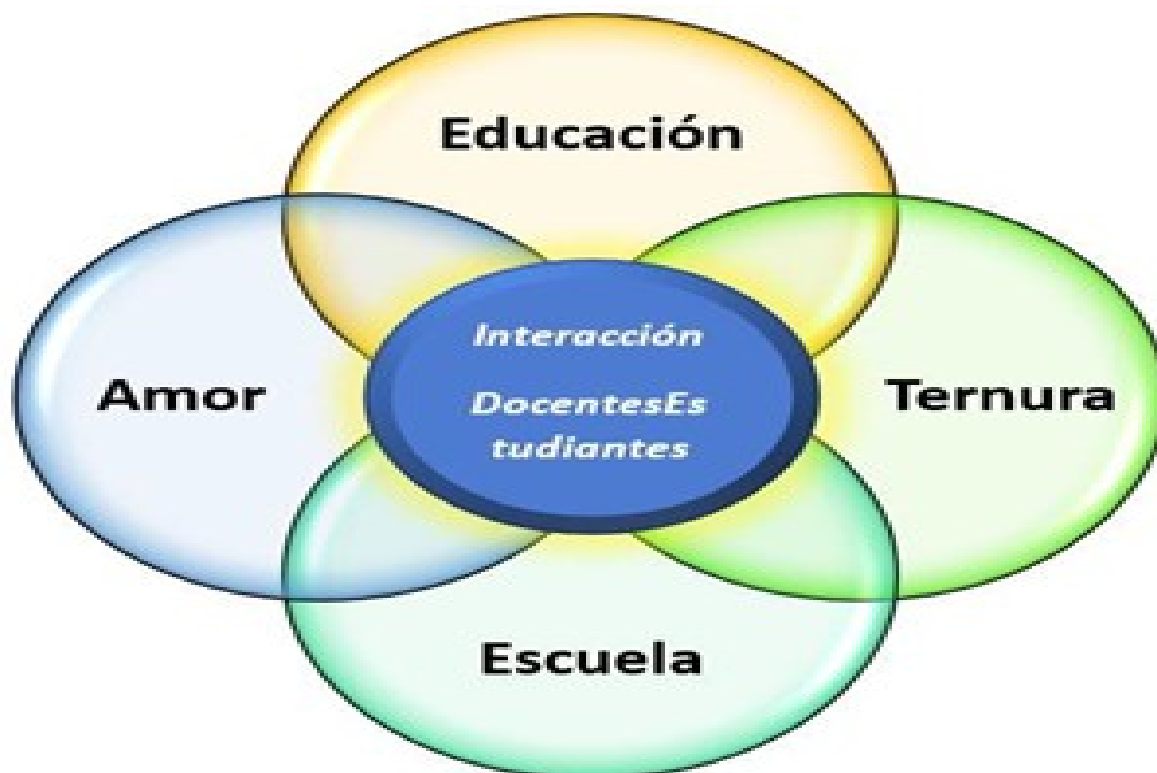 Educación
Amor
Interacción
DocentesEs
tudiantes
Ternura
Escuela